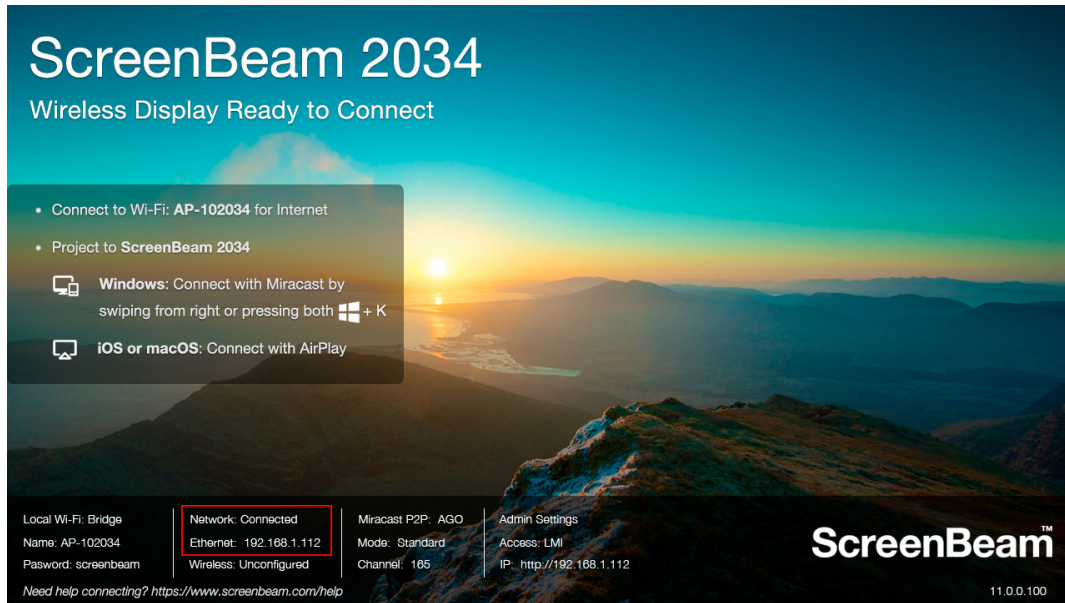 ScreenBeam 2034
Wireless Display Ready to Connect
• Connect to Wi-Fi: AP-102034 for Internet
• Project to ScreenBeam 2034
Windows: Connect with Miracast by
swiping from right or pressing both + K
iOS or macOS: Connect with AirPlay
Local Wi-Fi: Bridge
Name: AP-102034
Pasword: screenbeam
Network: Connected
Ethernet: 192.168.1.112
Wireless: Unconfigured
Miracast P2P: AGO
Mode: Standard
Channel: 165
Admin Settings
Access: LMI
IP: http://192.168.1.112
Need help connecting? https://www.screenbeam.com/help
ScreenBeam™
11.0.0.100